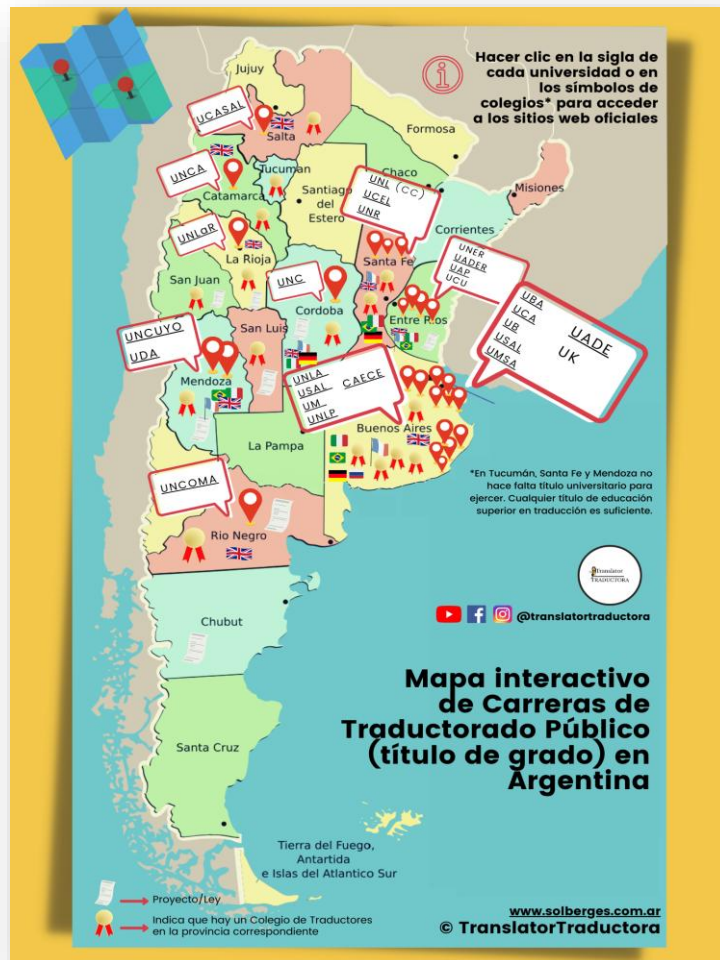 Hacer clic en la sigla de
cada universidad o en
los símbolos de
colegios* para acceder
a los sitios web oficiales
Jujuy
UCASAL
Salta
Formosa
UNCA
Tucuman
Catamarca
Santiago
del
Estero
Chaco
UNL (CC)
UCEL
UNR
Misiones
Corrientes
UNLaR
La Rioja
Santa Fe
UNER
UADER
UAP
UCU
San Juan
UNC
Cordoba
Entre Rios
UBA
UCA
UB
USAL
UMSA
UADE
UK
UNCUYO
UDA
San Luis
Mendoza
UNLA
USAL
UM
UNLP
CAECE
Buenos Aires
La Pampa
*En Tucumán, Santa Fe y Mendoza no
hace falta título universitario para
ejercer. Cualquier título de educación
superior en traducción es suficiente.
UNCOMA
Rio Negro
Translator
TRADUCTORA
@translatortraductora
Chubut
Mapa interactivo
de Carreras de
Traductorado Público
(título de grado) en
Argentina
Santa Cruz
Tierra del Fuego,
Antartida
e Islas del Atlantico Sur
Proyecto/Ley
Indica que hay un Colegio de Traductores
en la provincia correspondiente
www.solberges.com.ar
© TranslatorTraductora